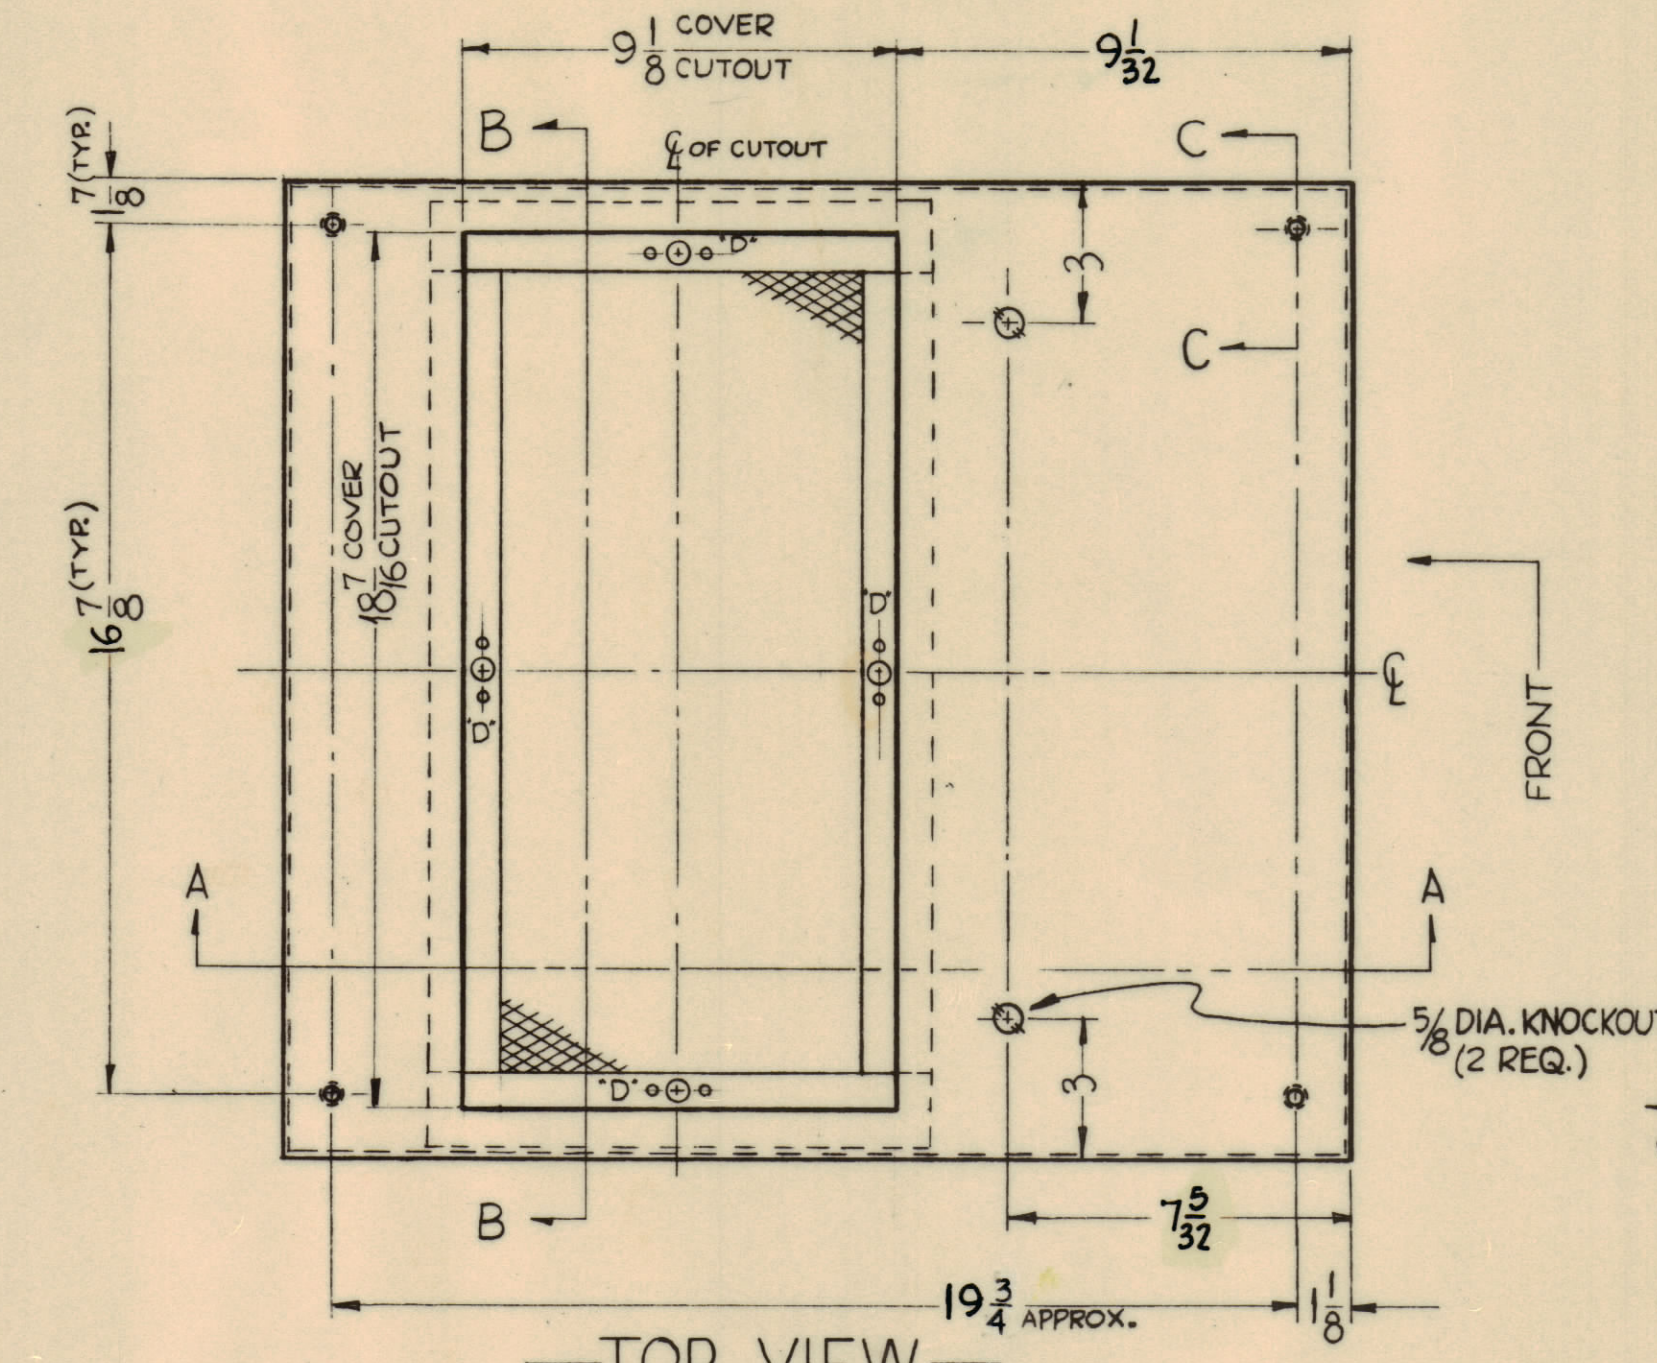 9 1/8 COVER
CUTOUT
9 1/32
B
℄ OF CUTOUT
C
1 7/8 (TYP.)
"D"
3
C
18 7/16 COVER
CUTOUT
16 7/8 (TYP.)
"D"
℄
"D"
FRONT
A
A
5/8 DIA. KNOCKOUT
(2 REQ.)
"D"
3
B
7 5/32
19 3/4 APPROX.
1 1/8
TOP VIEW